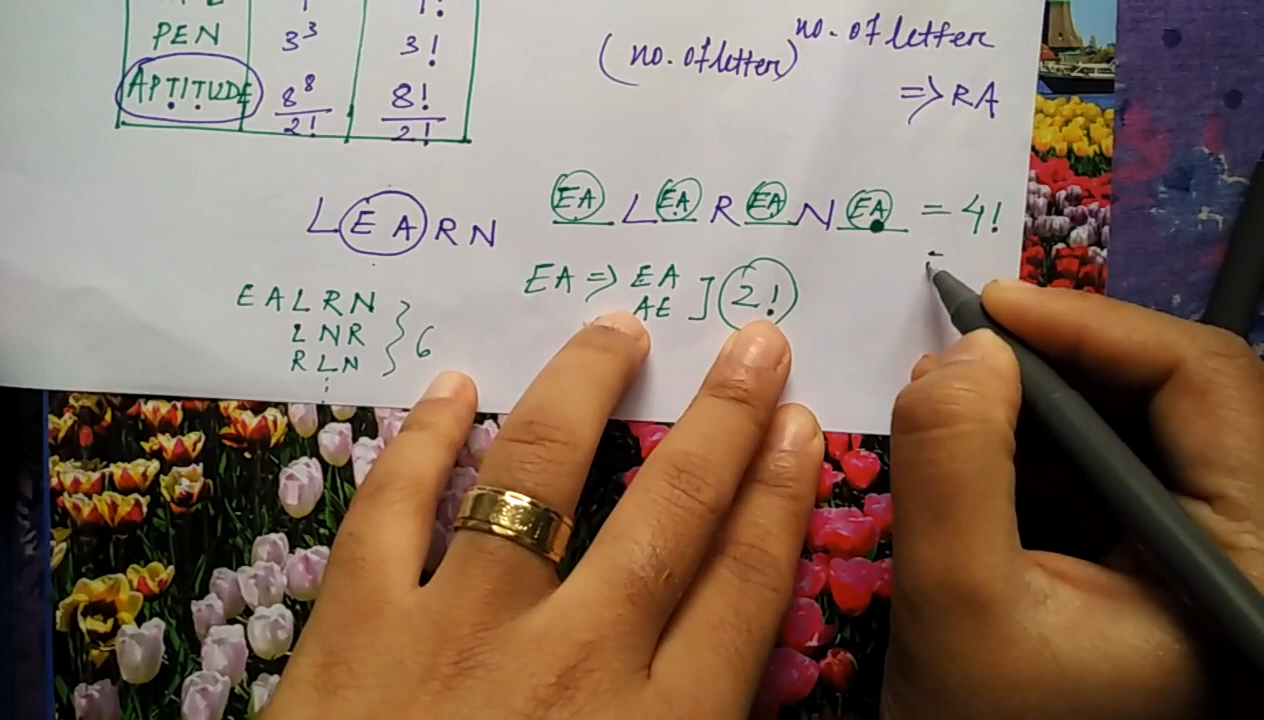 1!
PEN 3³ 3!
APTITUDE 8⁸/2! 8!/2!
(no. of letter)^no. of letter
=> RA
LEARN
EA L EA R EA N EA = 4!
EA => EA
AE ] 2!
EALRN
LNR } 6
RLN